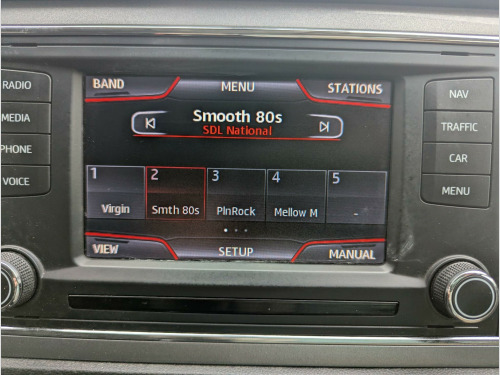 BAND MENU STATIONS
RADIO
MEDIA
PHONE
VOICE
Smooth 80s
SDL National
1 2 3 4 5
Virgin Smth 80s PlnRock Mellow M -
VIEW SETUP MANUAL
NAV
TRAFFIC
CAR
MENU